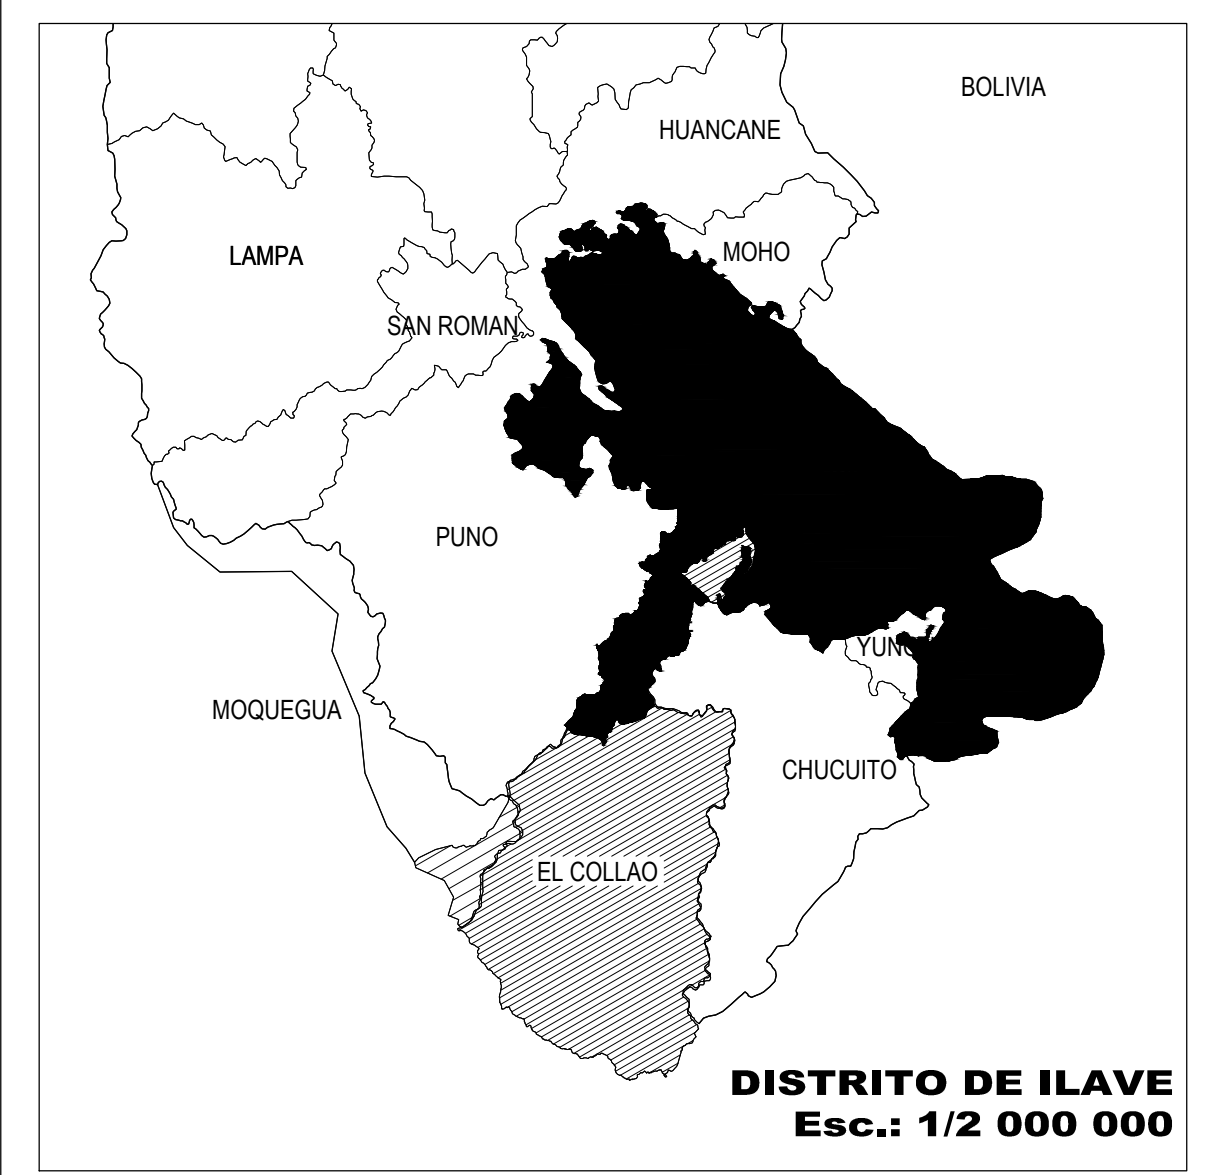 BOLIVIA
HUANCANE
MOHO
LAMPA
SAN ROMAN
PUNO
YUNG
MOQUEGUA
CHUCUITO
EL COLLAO
DISTRITO DE ILAVE
Esc.: 1/2 000 000